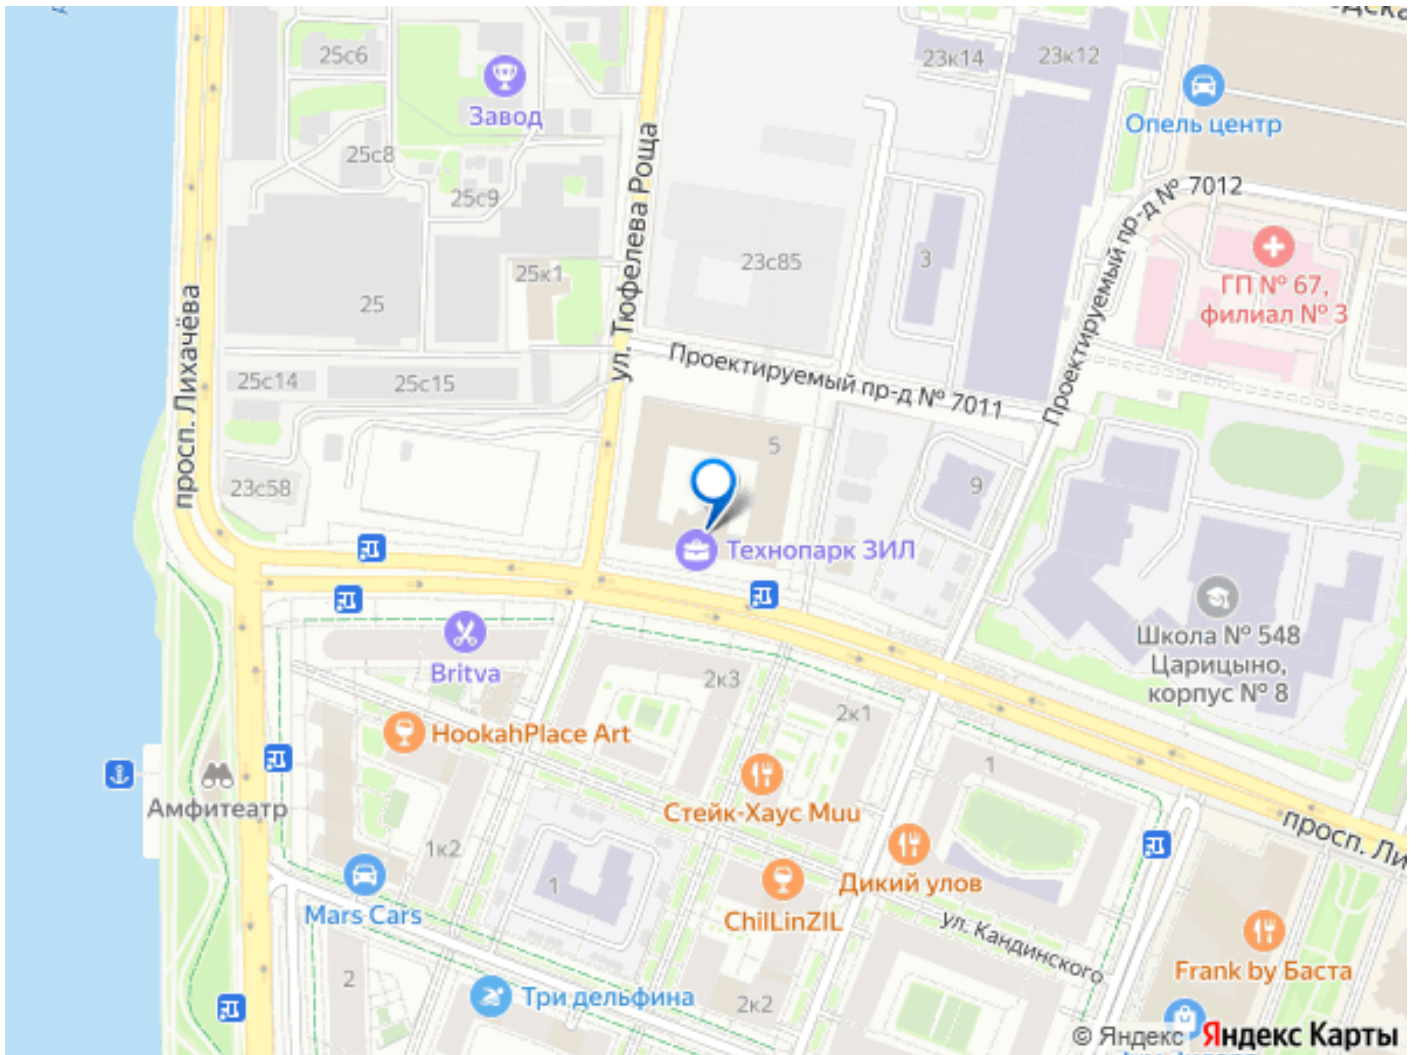 25с6
23к14
23к12
Завод
Опель центр
25с8
25с9
ул. Тюфелева Роща
Проектируемый пр-д № 7012
3
23с85
25к1
25
ГП № 67,
филиал № 3
просп. Лихачёва
25с14
25с15
Проектируемый пр-д № 7011
5
9
23с58
Технопарк ЗИЛ
Школа № 548
Царицыно,
корпус № 8
Britva
2к3
2к1
HookahPlace Art
1
Амфитеатр
Стейк-Хаус Muu
просп. Ли
1к2
1
Дикий улов
Mars Cars
ChilLinZIL
ул. Кандинского
Frank by Баста
2
Три дельфина
2к2
© Яндекс Яндекс Карты